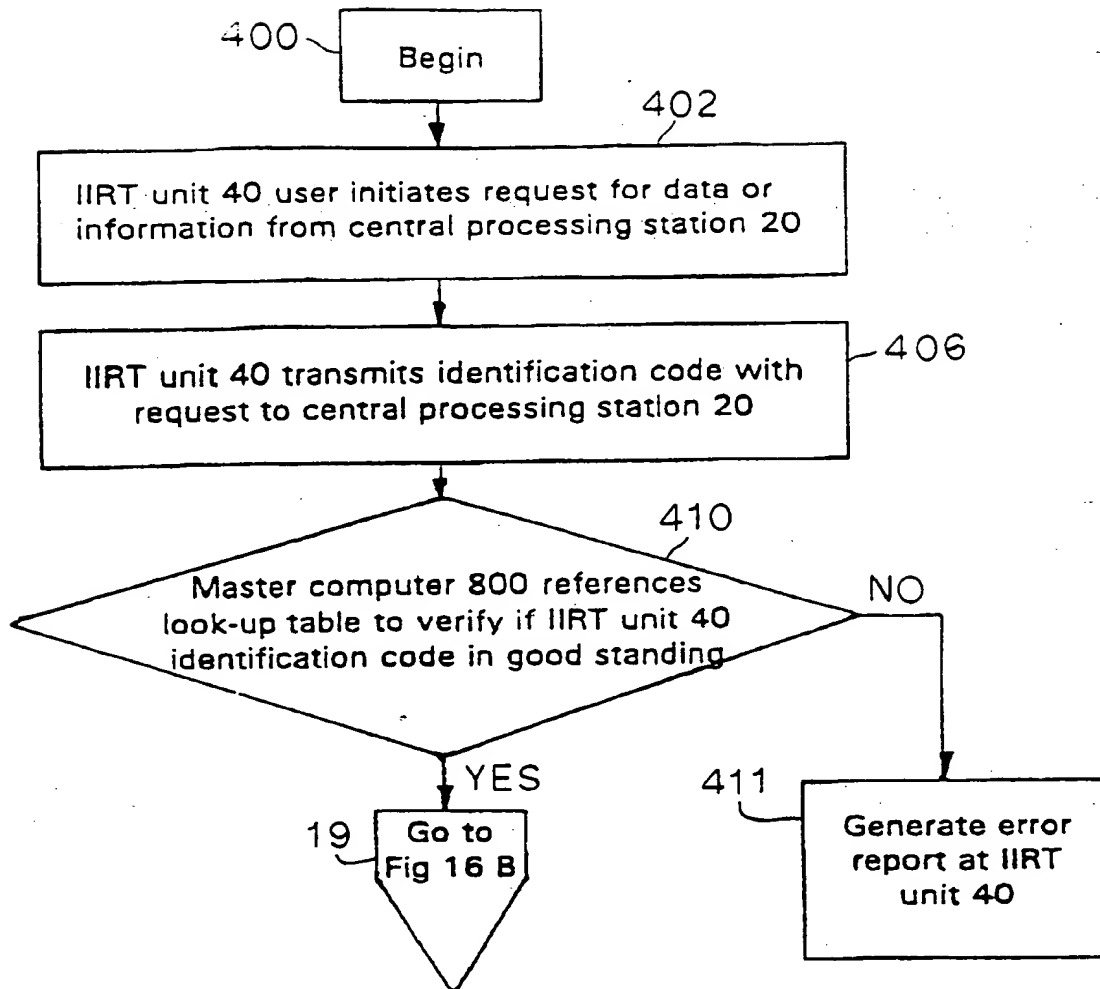 400
Begin
402
IIRT unit 40 user initiates request for data or
information from central processing station 20
406
IIRT unit 40 transmits identification code with
request to central processing station 20
410
Master computer 800 references
look-up table to verify if IIRT unit 40
identification code in good standing
NO
YES
19
Go to
Fig 16 B
411
Generate error
report at IIRT
unit 40